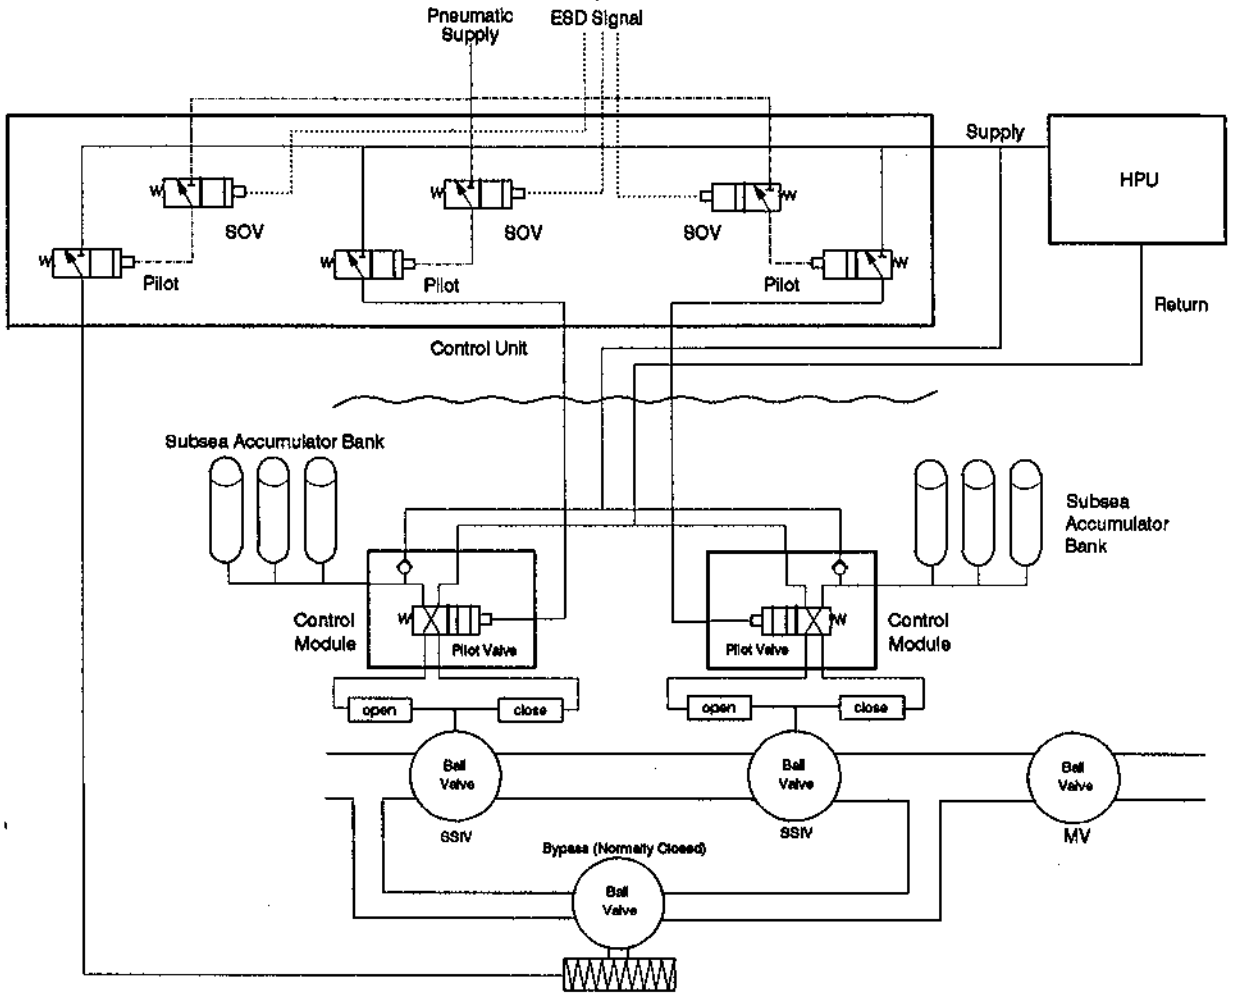 Pneumatic
Supply
ESD Signal
Supply
HPU
SOV
SOV
SOV
Pilot
Pilot
Pilot
Return
Control Unit
Subsea Accumulator Bank
Subsea
Accumulator
Bank
Control
Module
Pilot Valve
Pilot Valve
Control
Module
open
close
open
close
Ball
Valve
Ball
Valve
Ball
Valve
SSIV
SSIV
MV
Bypass (Normally Closed)
Ball
Valve